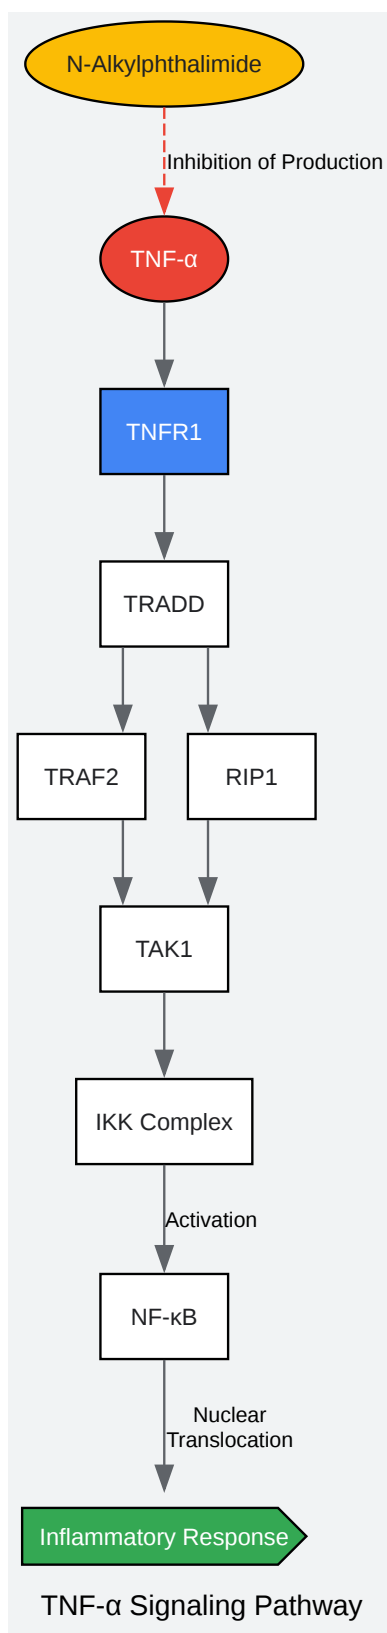 N-Alkylphthalimide
Inhibition of Production
TNF-α
TNFR1
TRADD
TRAF2
RIP1
TAK1
IKK Complex
Activation
NF-κB
Nuclear
Translocation
Inflammatory Response
TNF-α Signaling Pathway